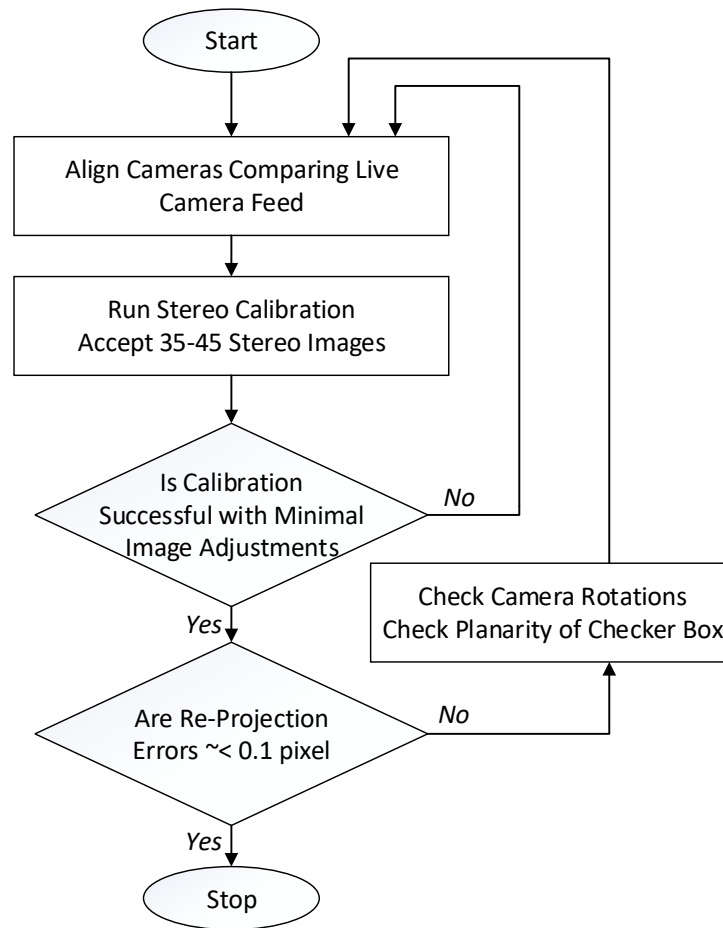 Start
Align Cameras Comparing Live
Camera Feed
Run Stereo Calibration
Accept 35-45 Stereo Images
Is Calibration
Successful with Minimal
Image Adjustments
No
Yes
Check Camera Rotations
Check Planarity of Checker Box
Are Re-Projection
Errors ~< 0.1 pixel
No
Yes
Stop